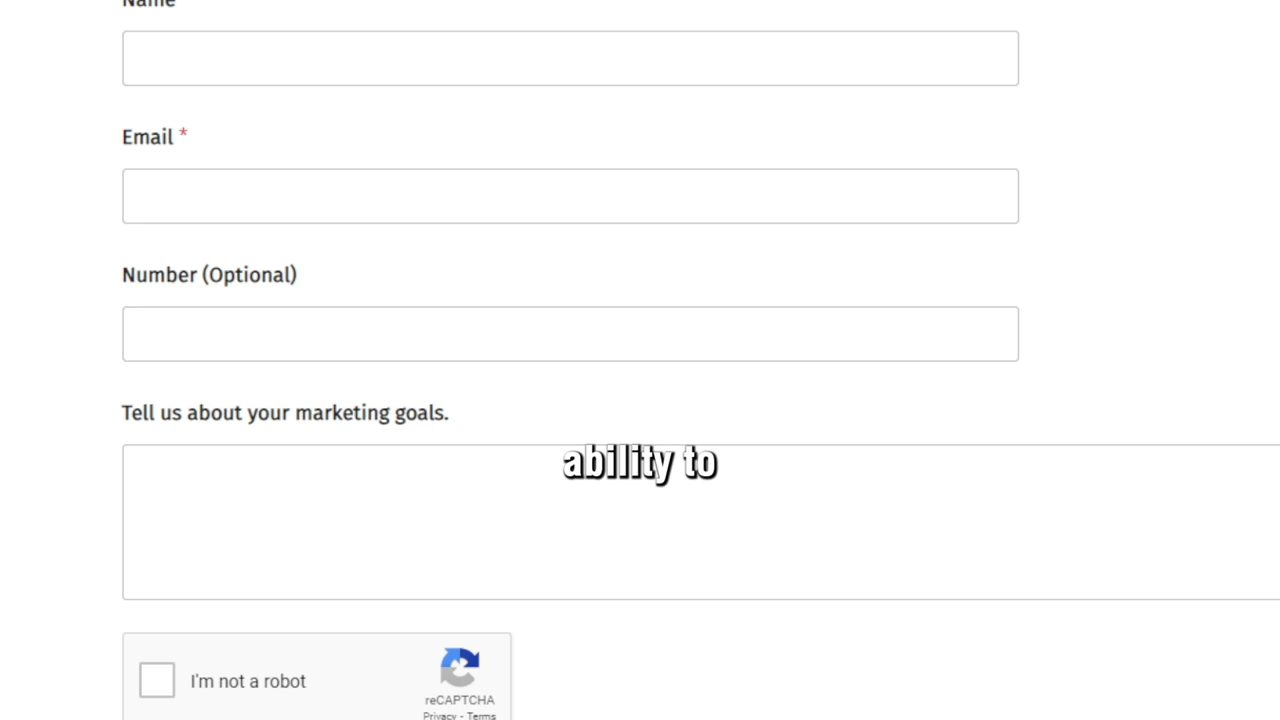 Name
Email *
Number (Optional)
Tell us about your marketing goals.
ability to
I'm not a robot
reCAPTCHA
Privacy - Terms